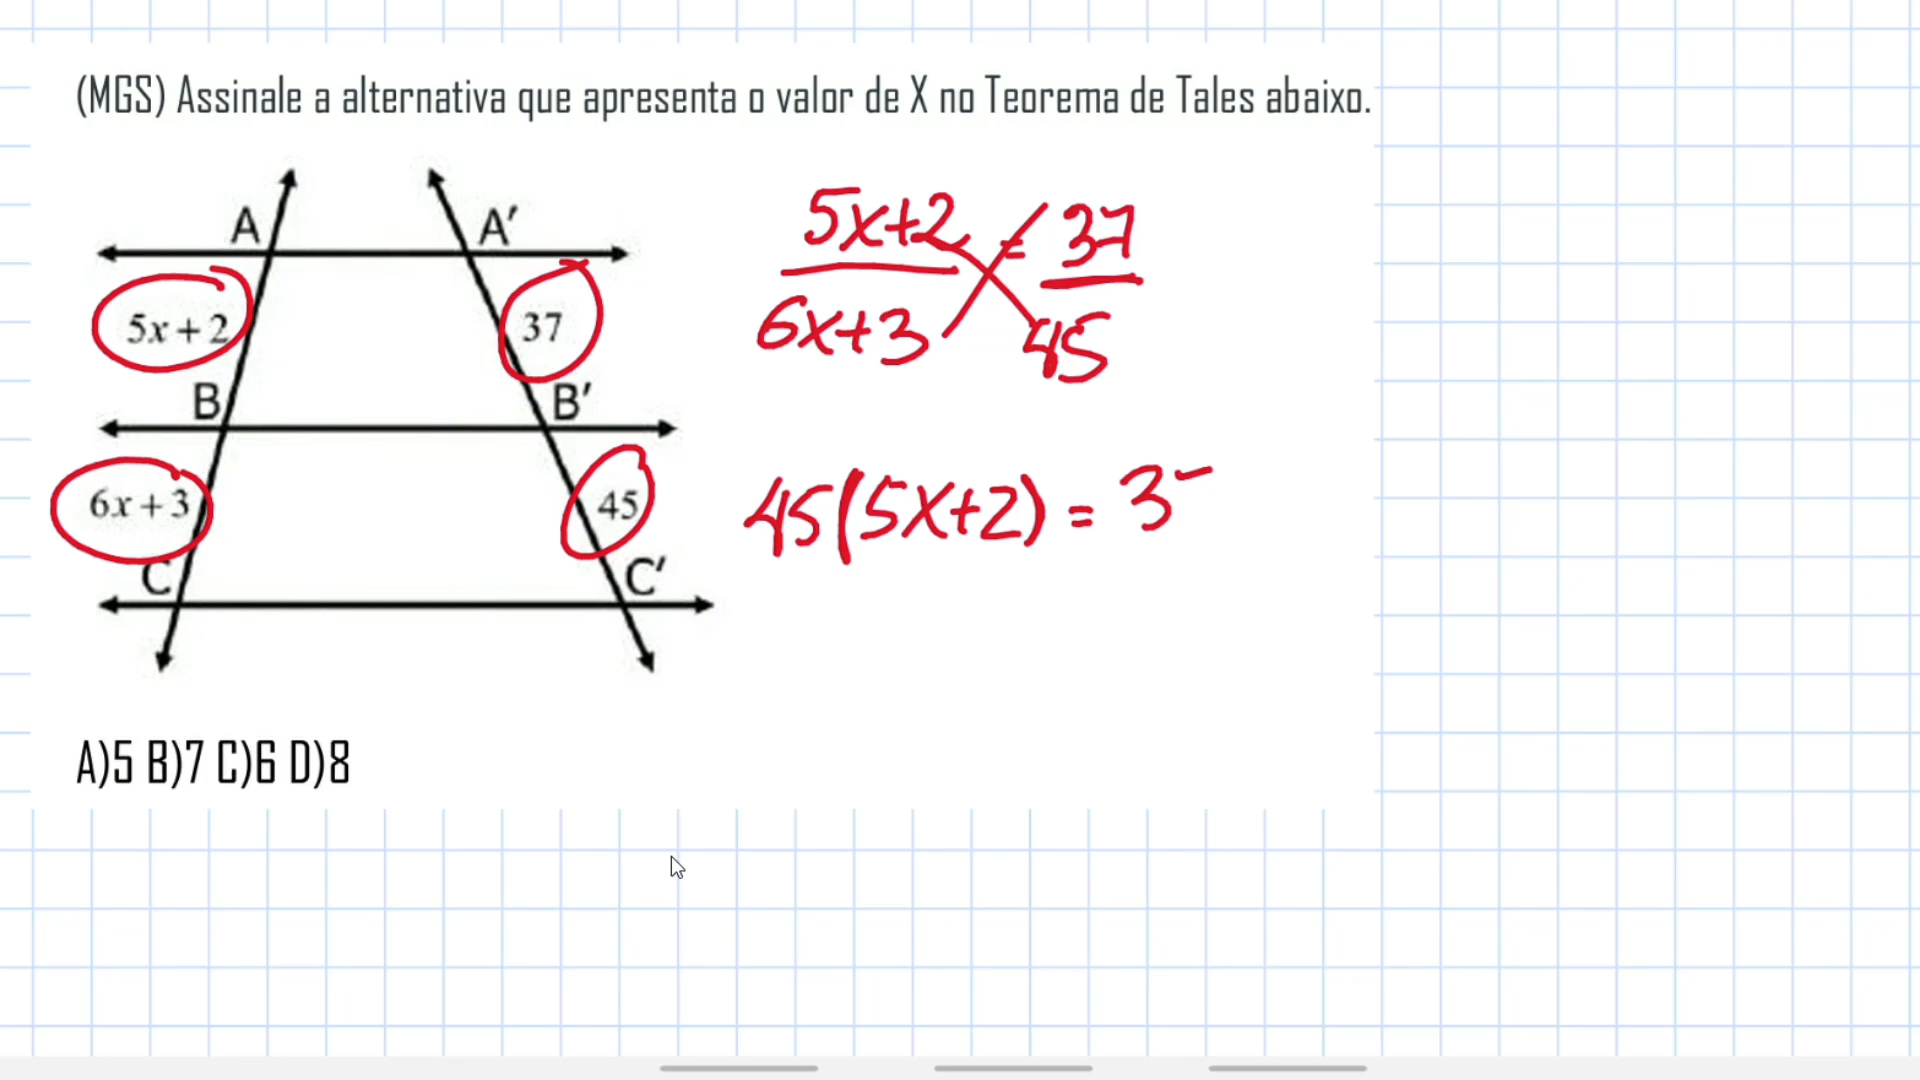 (MGS) Assinale a alternativa que apresenta o valor de X no Teorema de Tales abaixo.
A A′
5x + 2 37
B B′
6x + 3 45
C C′
5x+2 = 37
6x+3 45
45(5x+2) = 3
A)5 B)7 C)6 D)8